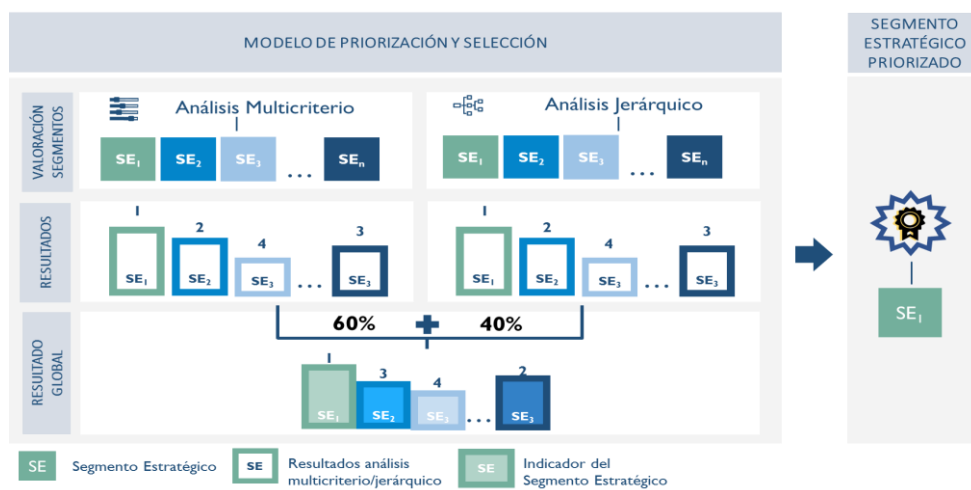 MODELO DE PRIORIZACIÓN Y SELECCIÓN
SEGMENTO
ESTRATÉGICO
PRIORIZADO
VALORACIÓN
SEGMENTOS
Análisis Multicriterio
SE1 SE2 SE3 ... SEn
Análisis Jerárquico
SE1 SE2 SE3 ... SEn
RESULTADOS
1 2 4 3
SE1 SE2 SE3 ... SE3
1 2 4 3
SE1 SE2 SE3 ... SE3
60% + 40%
RESULTADO
GLOBAL
1 3 4 2
SE1 SE2 SE3 ... SE3
SE1
SE Segmento Estratégico
SE Resultados análisis
multicriterio/jerárquico
SE Indicador del
Segmento Estratégico